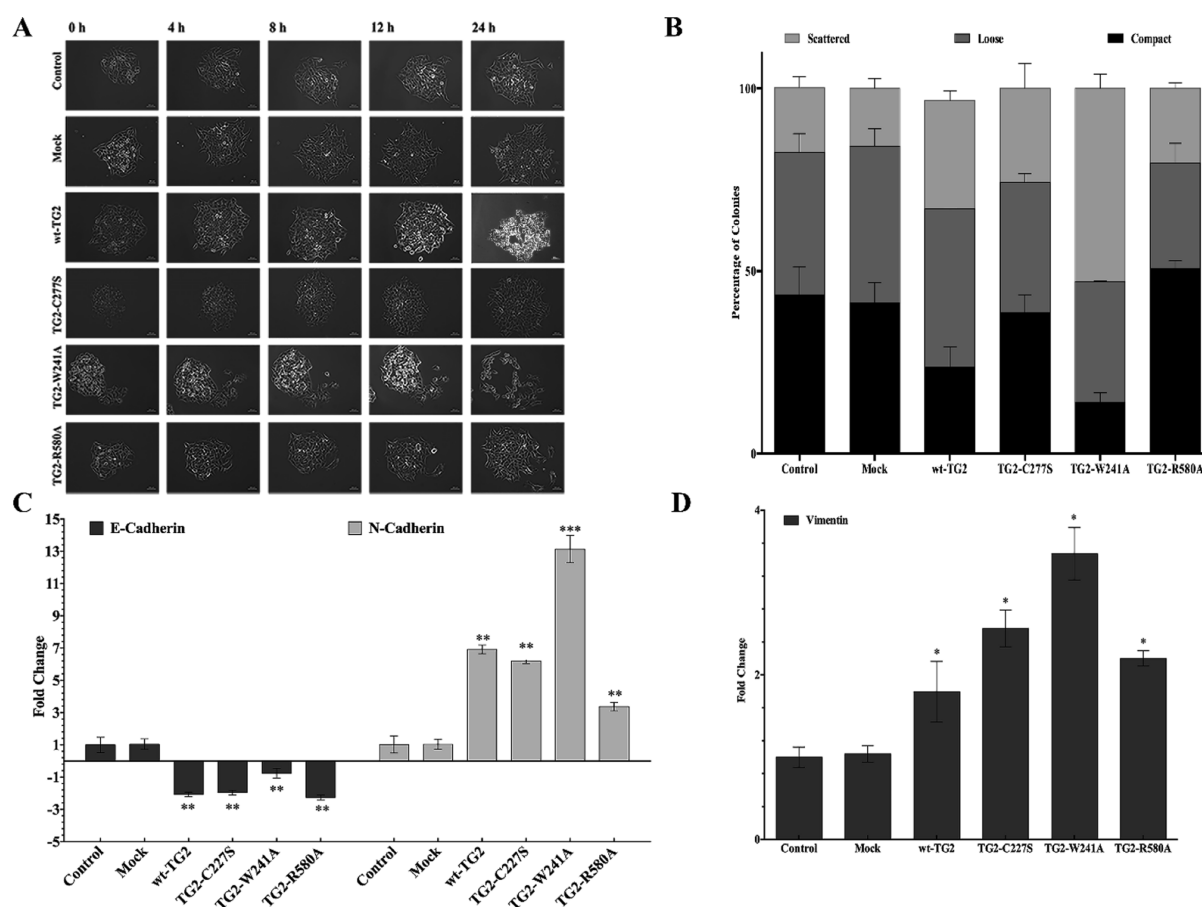 A
0 h 4 h 8 h 12 h 24 h
Control
Mock
wt-TG2
TG2-C277S
TG2-W241A
TG2-R580A
B
Scattered Loose Compact
Percentage of Colonies
100
50
0
Control Mock wt-TG2 TG2-C277S TG2-W241A TG2-R580A
C
E-Cadherin N-Cadherin
Fold Change
15
13
11
9
7
5
3
1
-1
-3
-5
** ** ** **
** ** *** **
Control Mock wt-TG2 TG2-C227S TG2-W241A TG2-R580A Control Mock wt-TG2 TG2-C227S TG2-W241A TG2-R580A
D
Vimentin
Fold Change
4
2
0
* * * *
Control Mock wt-TG2 TG2-C227S TG2-W241A TG2-R580A